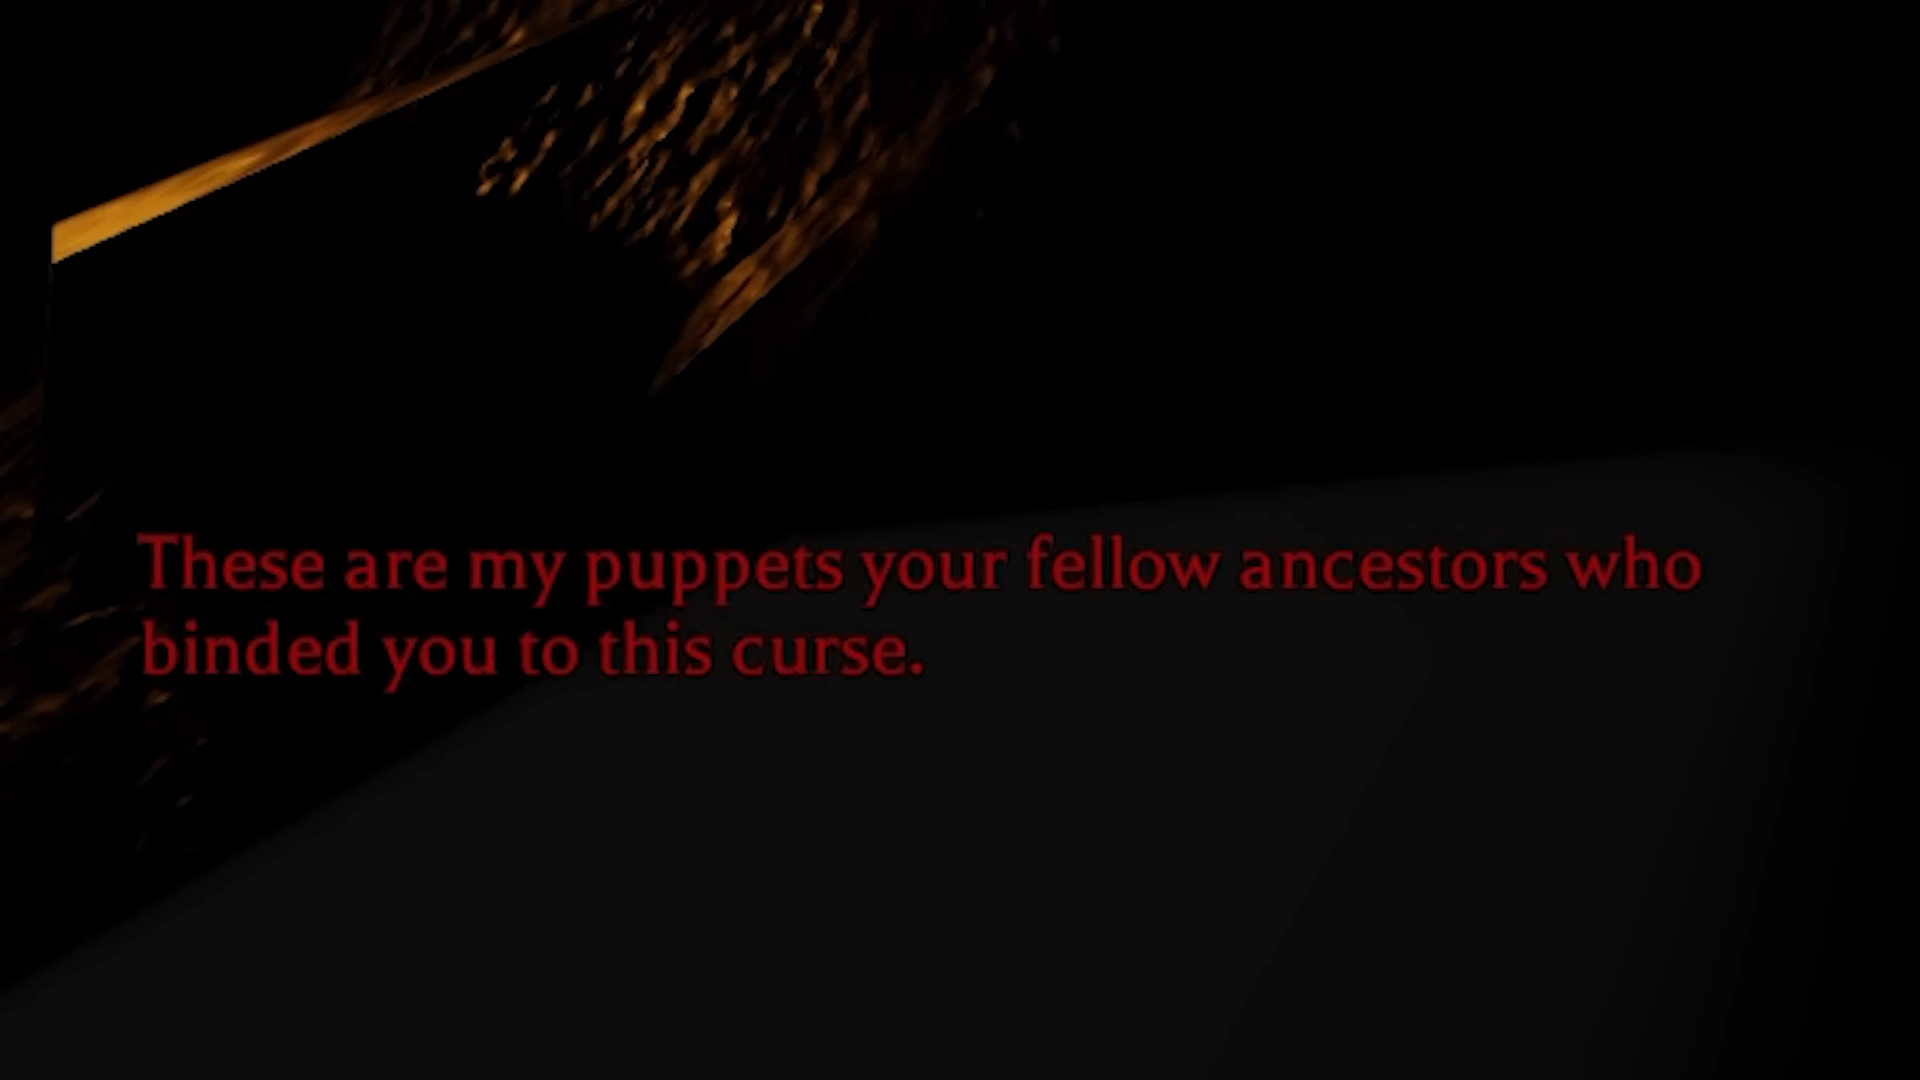 These are my puppets your fellow ancestors who
binded you to this curse.